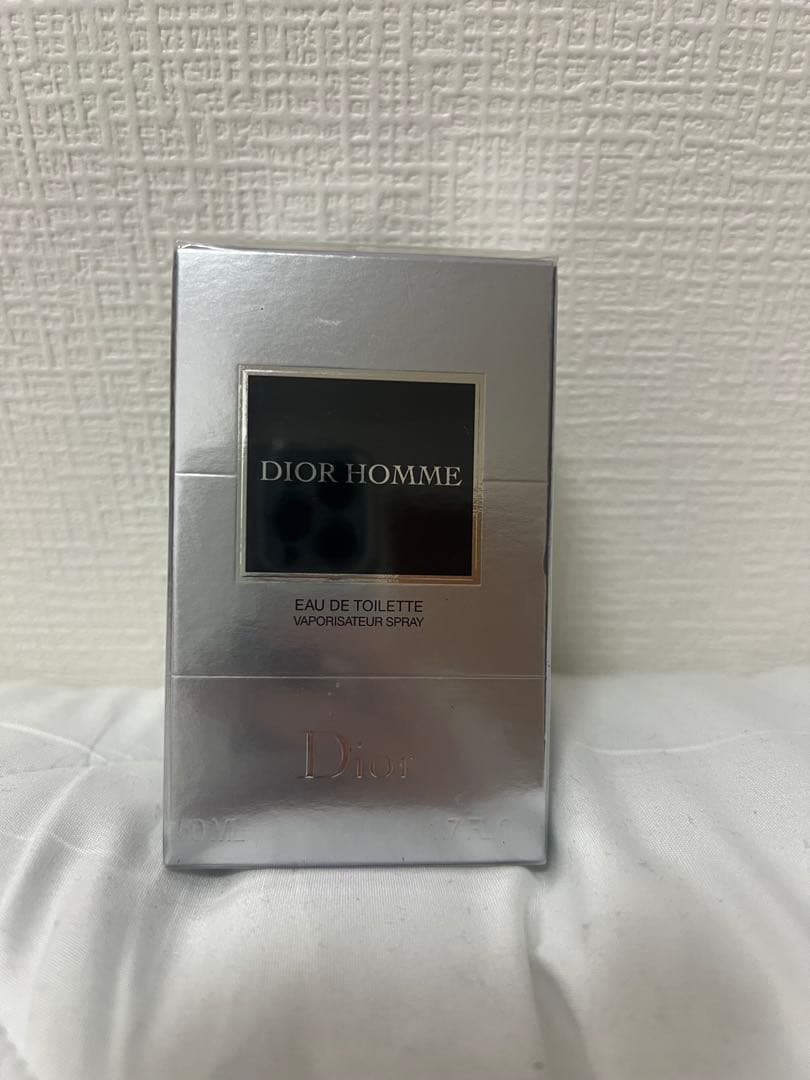 DIOR HOMME
EAU DE TOILETTE
VAPORISATEUR SPRAY
Dior